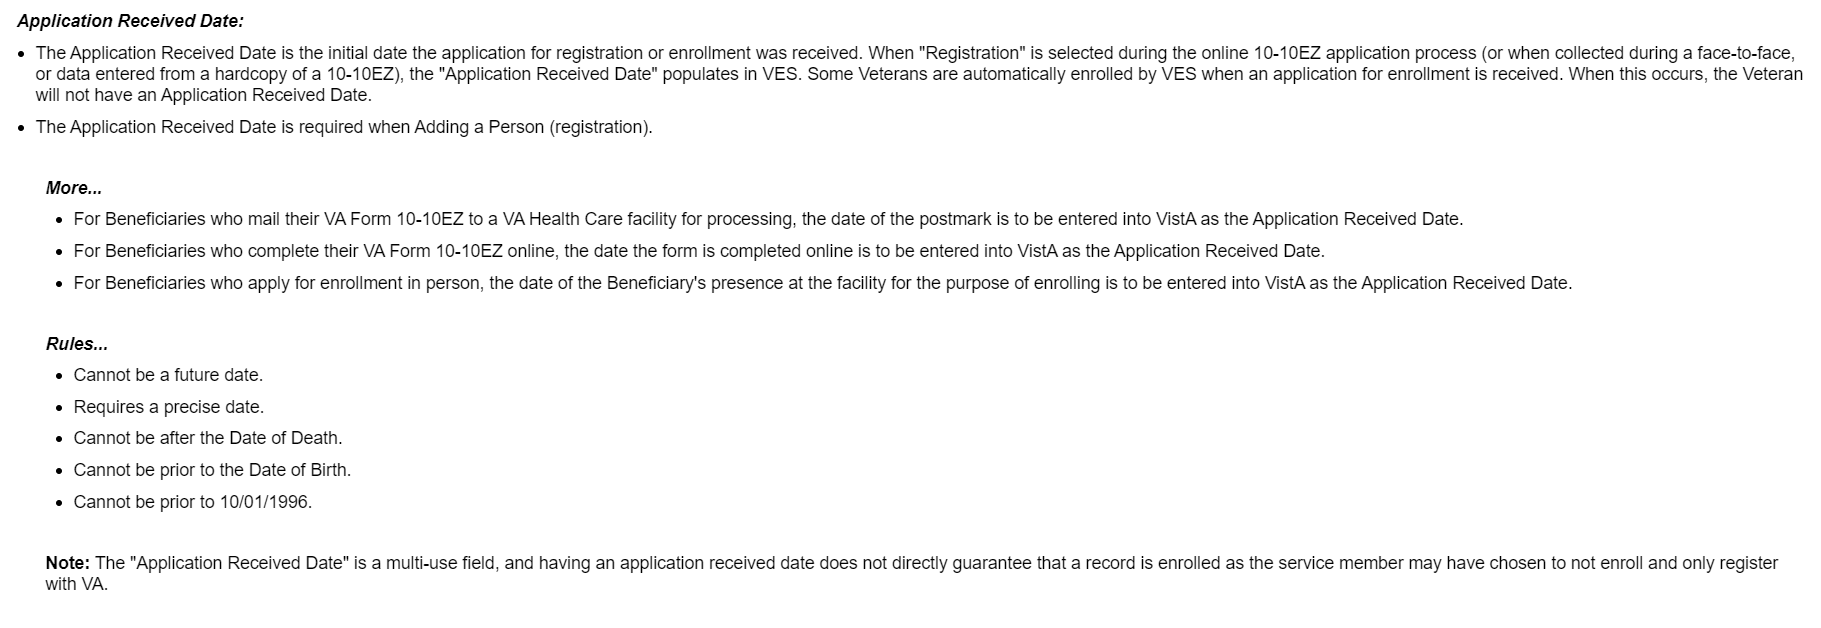 Application Received Date:
• The Application Received Date is the initial date the application for registration or enrollment was received. When "Registration" is selected during the online 10-10EZ application process (or when collected during a face-to-face,
or data entered from a hardcopy of a 10-10EZ), the "Application Received Date" populates in VES. Some Veterans are automatically enrolled by VES when an application for enrollment is received. When this occurs, the Veteran
will not have an Application Received Date.
• The Application Received Date is required when Adding a Person (registration).
More...
• For Beneficiaries who mail their VA Form 10-10EZ to a VA Health Care facility for processing, the date of the postmark is to be entered into VistA as the Application Received Date.
• For Beneficiaries who complete their VA Form 10-10EZ online, the date the form is completed online is to be entered into VistA as the Application Received Date.
• For Beneficiaries who apply for enrollment in person, the date of the Beneficiary's presence at the facility for the purpose of enrolling is to be entered into VistA as the Application Received Date.
Rules...
• Cannot be a future date.
• Requires a precise date.
• Cannot be after the Date of Death.
• Cannot be prior to the Date of Birth.
• Cannot be prior to 10/01/1996.
Note: The "Application Received Date" is a multi-use field, and having an application received date does not directly guarantee that a record is enrolled as the service member may have chosen to not enroll and only register
with VA.